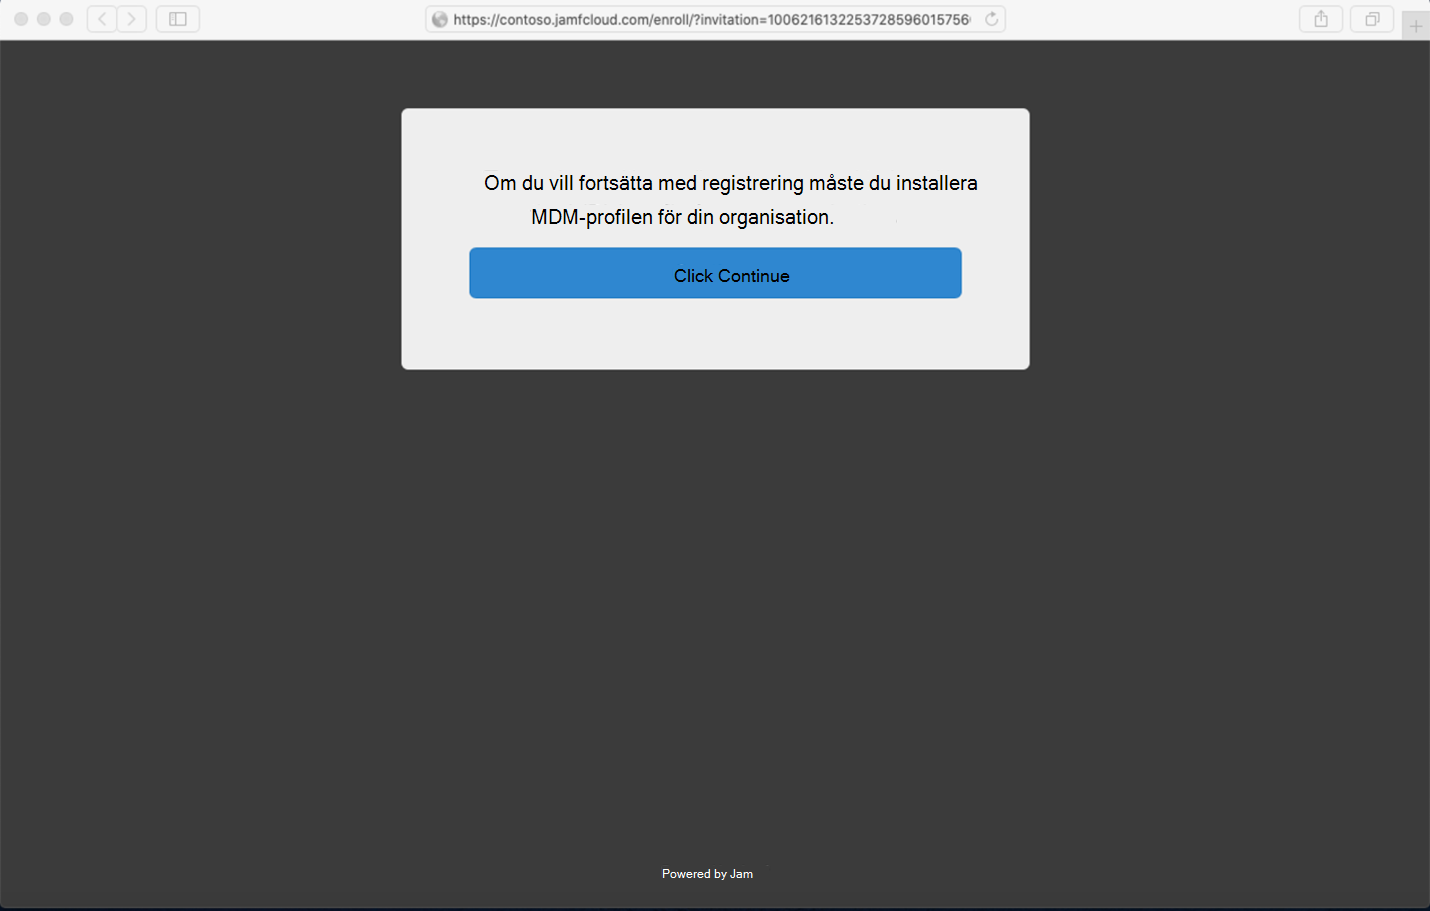 https://contoso.jamfcloud.com/enroll/?invitation=1006216132253728596015756
Om du vill fortsätta med registrering måste du installera
MDM-profilen för din organisation.
Click Continue
Powered by Jam